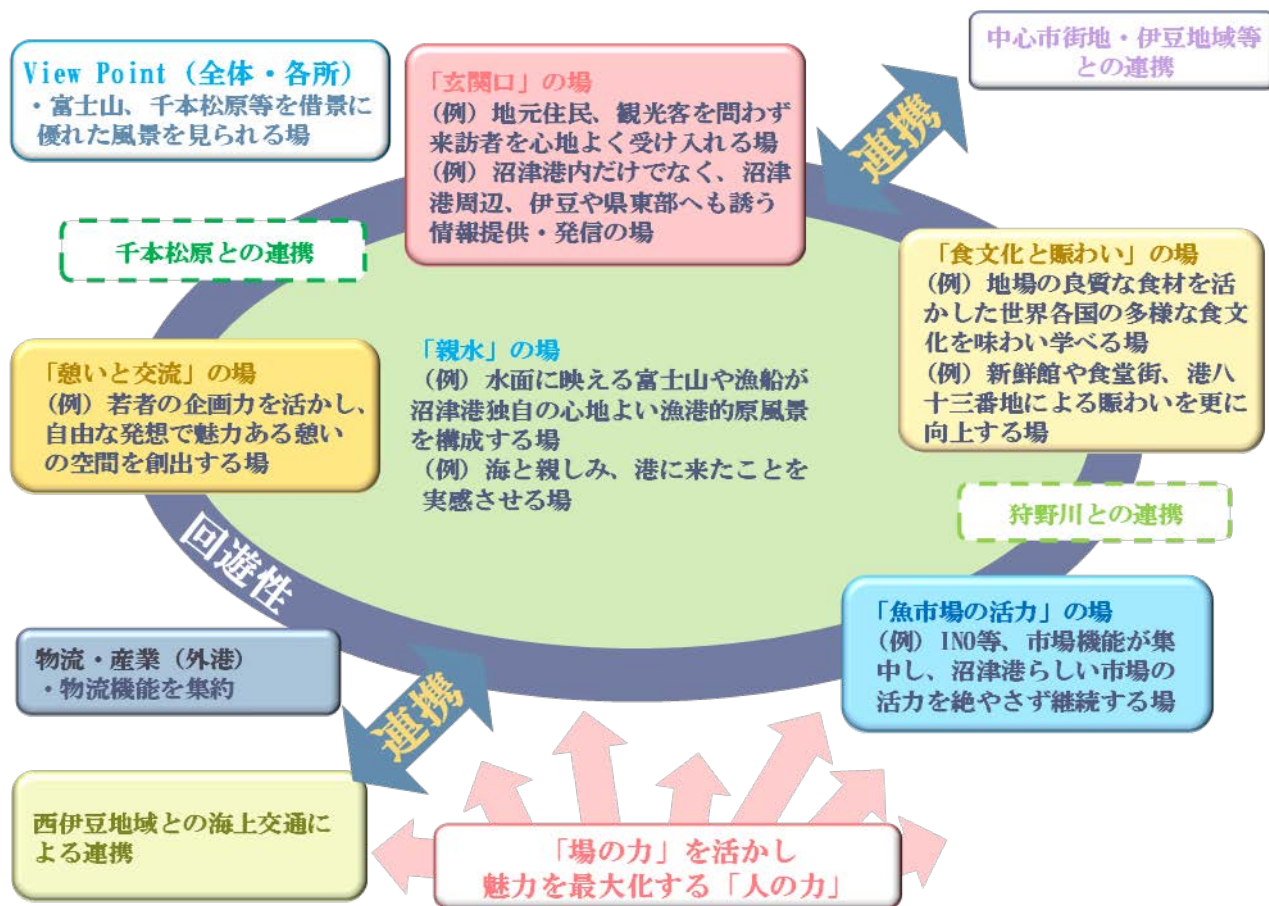 View Point（全体・各所）
・富士山、千本松原等を借景に
優れた風景を見られる場
「玄関口」の場
（例）地元住民、観光客を問わず
来訪者を心地よく受け入れる場
（例）沼津港内だけでなく、沼津
港周辺、伊豆や県東部へも誘う
情報提供・発信の場
中心市街地・伊豆地域等
との連携
連携
千本松原との連携
「食文化と賑わい」の場
（例）地場の良質な食材を活
かした世界各国の多様な食文
化を味わい学べる場
（例）新鮮館や食堂街、港八
十三番地による賑わいを更に
向上する場
「憩いと交流」の場
（例）若者の企画力を活かし、
自由な発想で魅力ある憩い
の空間を創出する場
「親水」の場
（例）水面に映える富士山や漁船が
沼津港独自の心地よい漁港的原風景
を構成する場
（例）海と親しみ、港に来たことを
実感させる場
狩野川との連携
回遊性
「魚市場の活力」の場
（例）INO等、市場機能が集
中し、沼津港らしい市場の
活力を絶やさず継続する場
物流・産業（外港）
・物流機能を集約
連携
西伊豆地域との海上交通に
よる連携
「場の力」を活かし
魅力を最大化する「人の力」